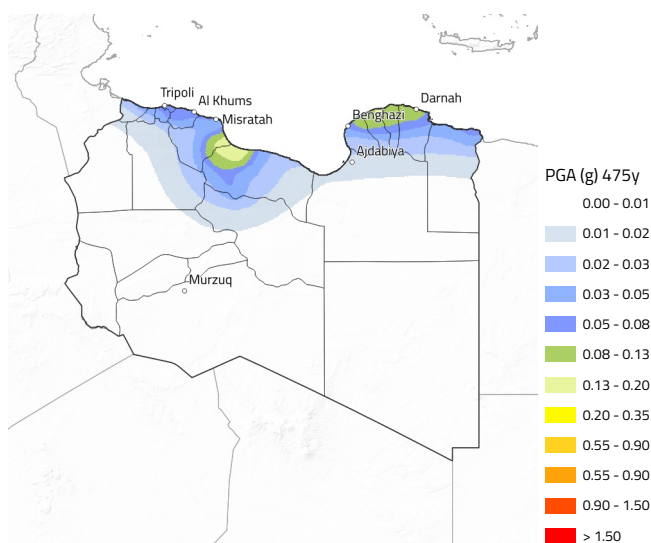 Tripoli
Al Khums
Misratah
Darnah
Benghazi
Ajdabiya
Murzuq
PGA (g) 475y
0.00 - 0.01
0.01 - 0.02
0.02 - 0.03
0.03 - 0.05
0.05 - 0.08
0.08 - 0.13
0.13 - 0.20
0.20 - 0.35
0.55 - 0.90
0.55 - 0.90
0.90 - 1.50
> 1.50